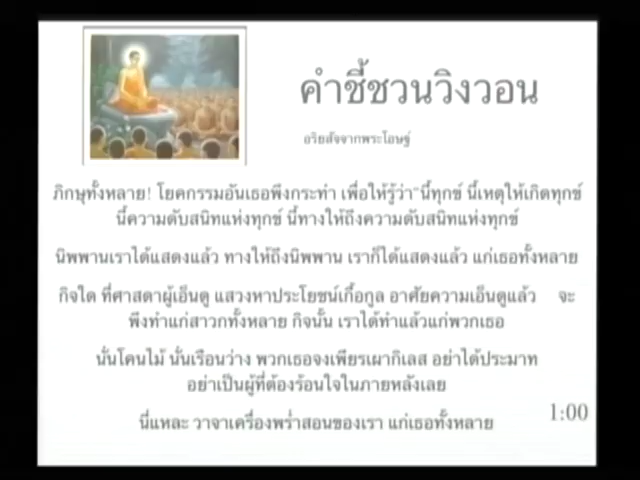 คำชี้ชวนวิงวอน
อริยสัจจากพระโอษฐ์
ภิกษุทั้งหลาย! โยคกรรมอันเธอพึงกระทำ เพื่อให้รู้ว่า "นี้ทุกข์ นี้เหตุให้เกิดทุกข์
นี้ความดับสนิทแห่งทุกข์ นี้ทางให้ถึงความดับสนิทแห่งทุกข์
นิพพานเราได้แสดงแล้ว ทางให้ถึงนิพพาน เราก็ได้แสดงแล้ว แก่เธอทั้งหลาย
กิจใด ที่ศาสดาผู้เอ็นดู แสวงหาประโยชน์เกื้อกูล อาศัยความเอ็นดูแล้ว จะ
พึงทำแก่สาวกทั้งหลาย กิจนั้น เราได้ทำแล้วแก่พวกเธอ
นั่นโคนไม้ นั่นเรือนว่าง พวกเธอจงเพียรเผากิเลส อย่าได้ประมาท
อย่าเป็นผู้ที่ต้องร้อนใจในภายหลังเลย
นี่แหละ วาจาเครื่องพร่ำสอนของเรา แก่เธอทั้งหลาย
1:00